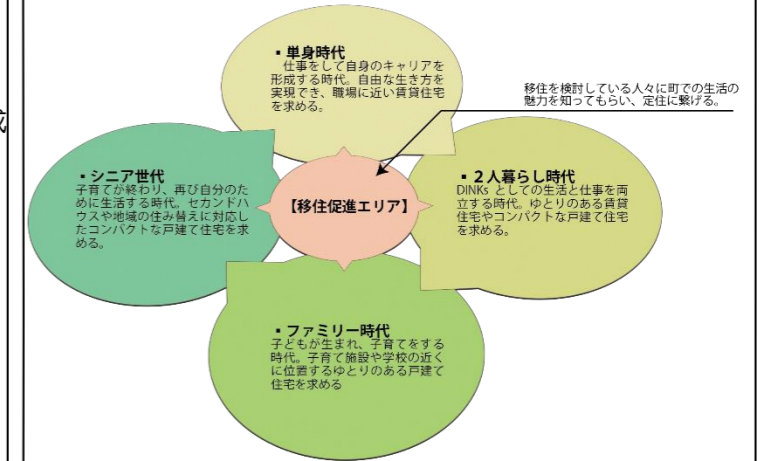 ▪単身時代
仕事をして自身のキャリアを
形成する時代。自由な生き方を
実現でき、職場に近い賃貸住宅
を求める。
移住を検討している人々に町での生活の
魅力を知ってもらい、定住に繋げる。
▪シニア世代
子育てが終わり、再び自分のた
めに生活する時代。セカンドハ
ウスや地域の住み替えに対応し
たコンパクトな戸建て住宅を求
める。
【移住促進エリア】
▪２人暮らし時代
DINKs としての生活と仕事を両
立する時代。ゆとりのある賃貸
住宅やコンパクトな戸建て住宅
を求める。
▪ファミリー時代
子どもが生まれ、子育てをする
時代。子育て施設や学校の近く
に位置するゆとりのある戸建て
住宅を求める